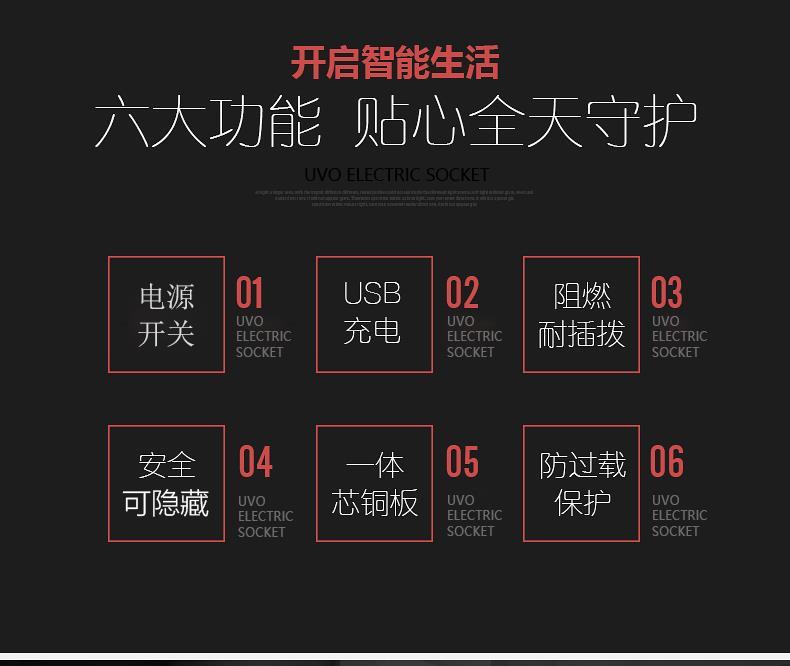 开启智能生活
六大功能 贴心全天守护
UVO ELECTRIC SOCKET
电源
开关
01
UVO
ELECTRIC
SOCKET
USB
充电
02
UVO
ELECTRIC
SOCKET
阻燃
耐插拨
03
UVO
ELECTRIC
SOCKET
安全
可隐藏
04
UVO
ELECTRIC
SOCKET
一体
芯铜板
05
UVO
ELECTRIC
SOCKET
防过载
保护
06
UVO
ELECTRIC
SOCKET